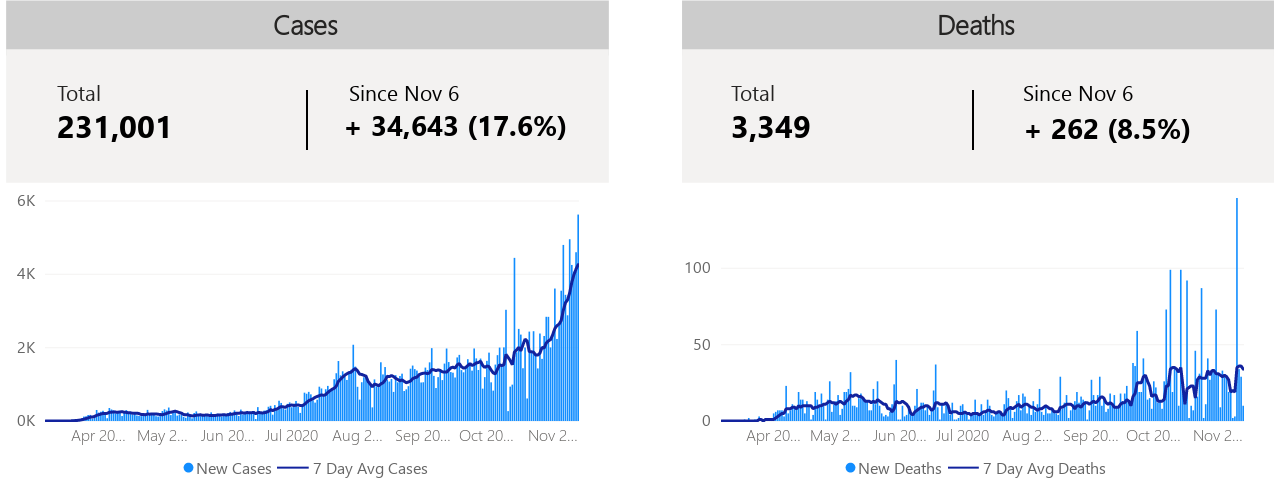 Cases
Total
231,001
Since Nov 6
+ 34,643 (17.6%)
6K
4K
2K
0K
Apr 20... May 2... Jun 20... Jul 2020 Aug 2... Sep 20... Oct 20... Nov 2...
New Cases 7 Day Avg Cases
Deaths
Total
3,349
Since Nov 6
+ 262 (8.5%)
100
50
0
Apr 20... May 2... Jun 20... Jul 2020 Aug 2... Sep 20... Oct 20... Nov 2...
New Deaths 7 Day Avg Deaths